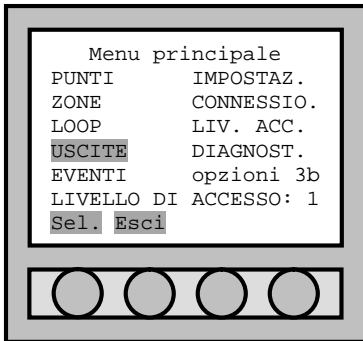 Menu principale
PUNTI IMPOSTAZ.
ZONE CONNESSIO.
LOOP LIV. ACC.
USCITE DIAGNOST.
EVENTI opzioni 3b
LIVELLO DI ACCESSO: 1
Sel. Esci